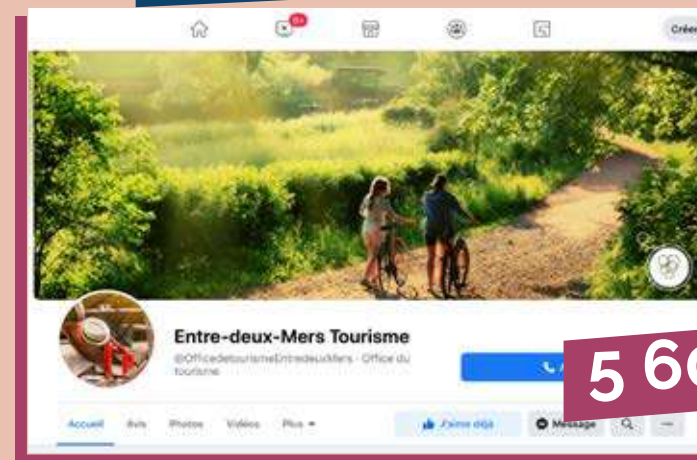 Créer
Entre-deux-Mers Tourisme
@OfficedetourismeEntredeuxMers · Office du
tourisme
Accueil Avis Photos Vidéos Plus
J'aime déjà
Message
5 60